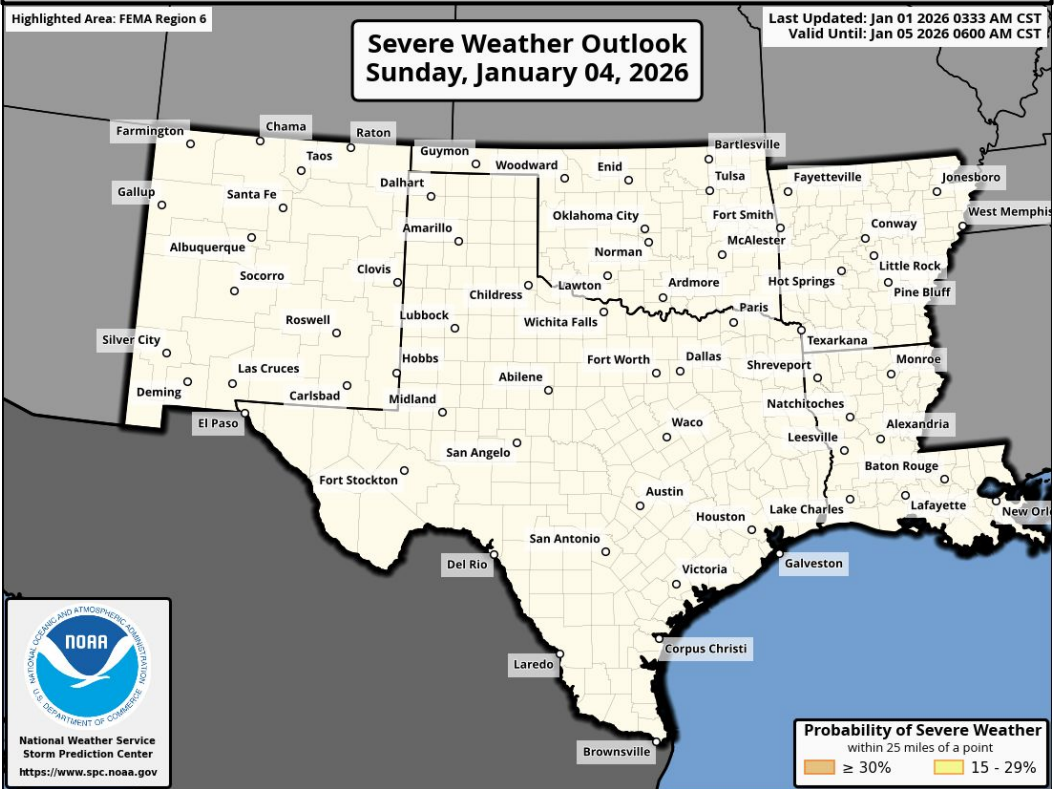 Highlighted Area: FEMA Region 6
Last Updated: Jan 01 2026 0333 AM CST
Valid Until: Jan 05 2026 0600 AM CST
Severe Weather Outlook
Sunday, January 04, 2026
Farmington
Chama
Raton
Taos
Guymon
Woodward
Enid
Bartlesville
Tulsa
Fayetteville
Jonesboro
Gallup
Santa Fe
Dalhart
Amarillo
Oklahoma City
Fort Smith
Conway
West Memphis
Albuquerque
Norman
McAlester
Socorro
Clovis
Childress
Lawton
Ardmore
Hot Springs
Little Rock
Pine Bluff
Roswell
Lubbock
Wichita Falls
Paris
Texarkana
Silver City
Las Cruces
Hobbs
Fort Worth
Dallas
Shreveport
Monroe
Deming
Carlsbad
Midland
Abilene
Natchitoches
El Paso
San Angelo
Waco
Leesville
Alexandria
Fort Stockton
Austin
Baton Rouge
Houston
Lake Charles
Lafayette
New Orl
San Antonio
Del Rio
Victoria
Galveston
Laredo
Corpus Christi
Brownsville
NATIONAL OCEANIC AND ATMOSPHERIC ADMINISTRATION
NOAA
U.S. DEPARTMENT OF COMMERCE
National Weather Service
Storm Prediction Center
https://www.spc.noaa.gov
Probability of Severe Weather
within 25 miles of a point
≥ 30%
15 - 29%